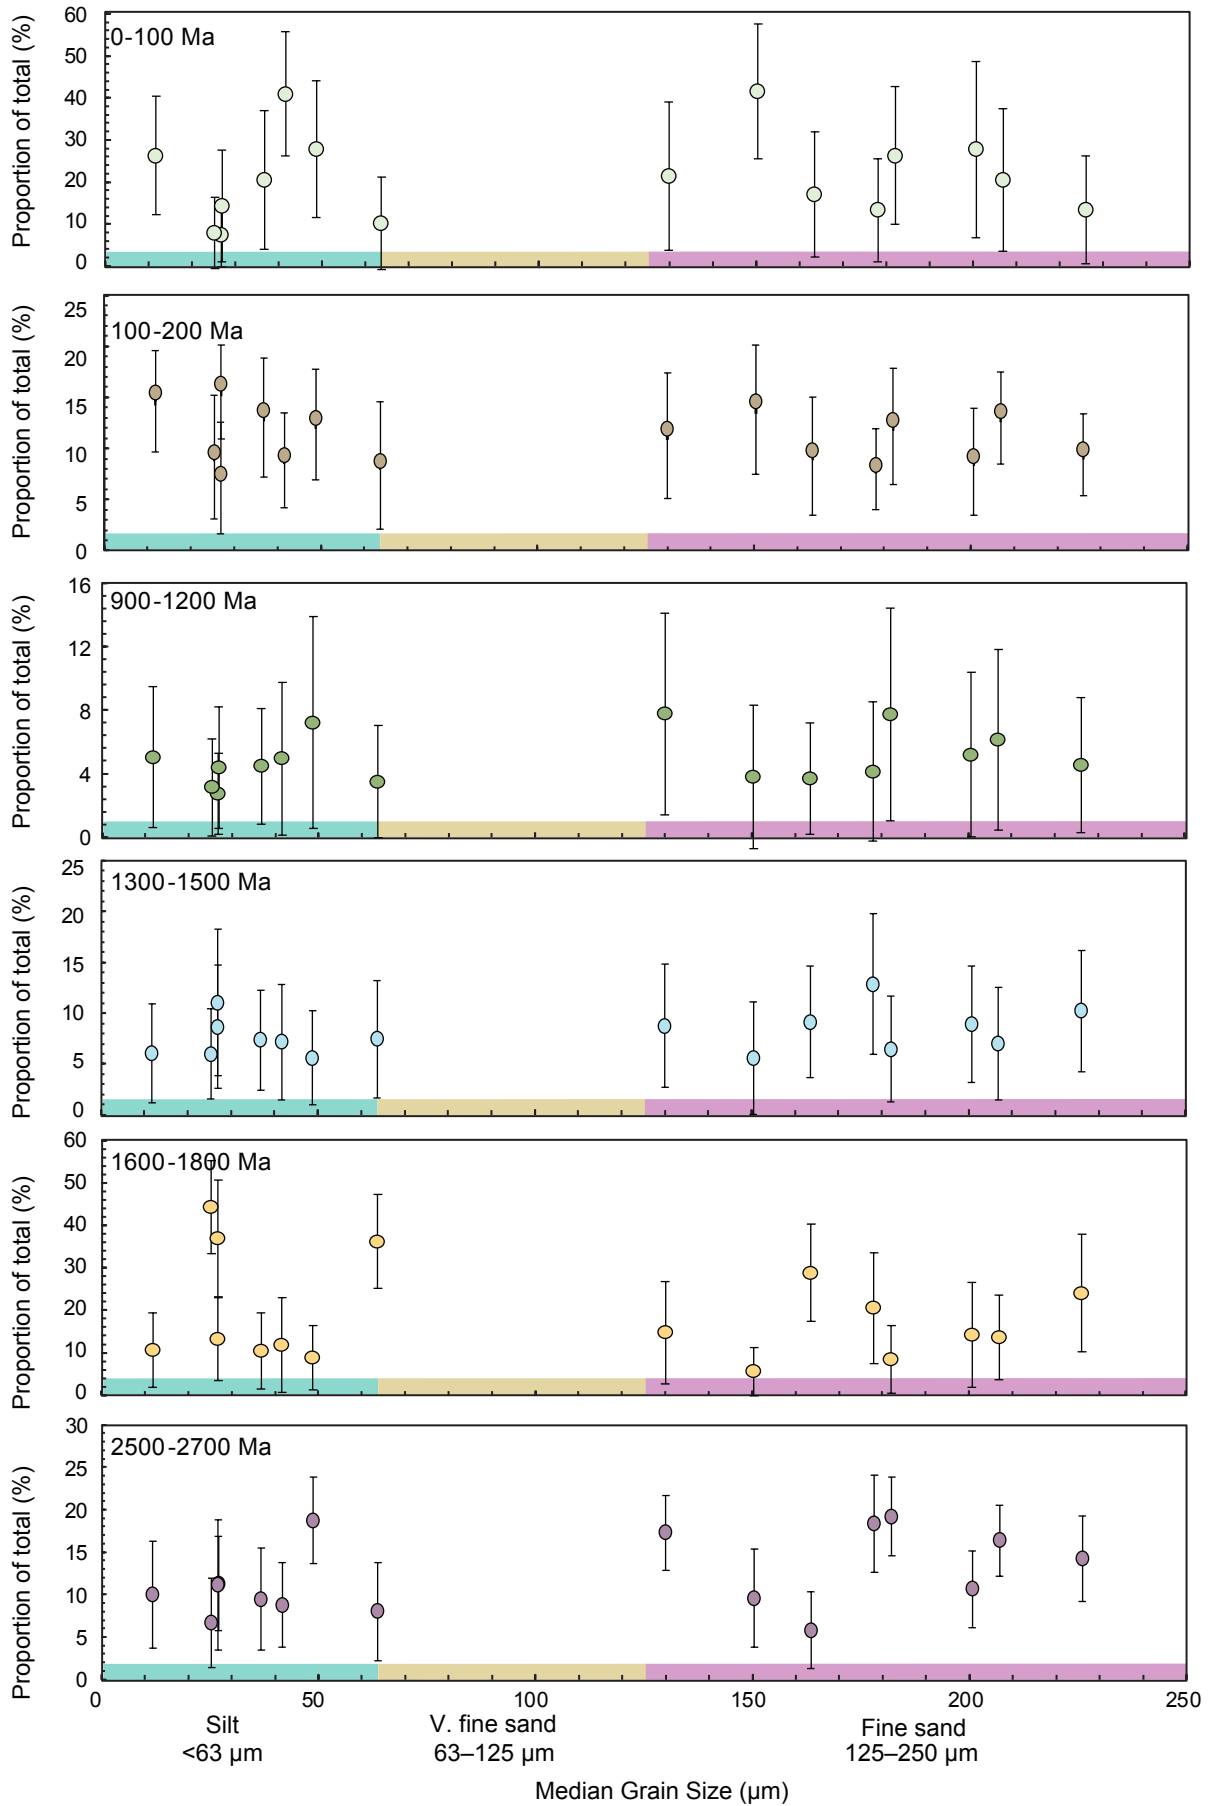 Proportion of total (%)
0-100 Ma
60
50
40
30
20
10
0
Proportion of total (%)
100-200 Ma
25
20
15
10
5
0
Proportion of total (%)
900-1200 Ma
16
12
8
4
0
Proportion of total (%)
1300-1500 Ma
25
20
15
10
5
0
Proportion of total (%)
1600-1800 Ma
60
50
40
30
20
10
0
Proportion of total (%)
2500-2700 Ma
30
25
20
15
10
5
0
0 50 100 150 200 250
Silt V. fine sand Fine sand
<63 µm 63–125 µm 125–250 µm
Median Grain Size (µm)